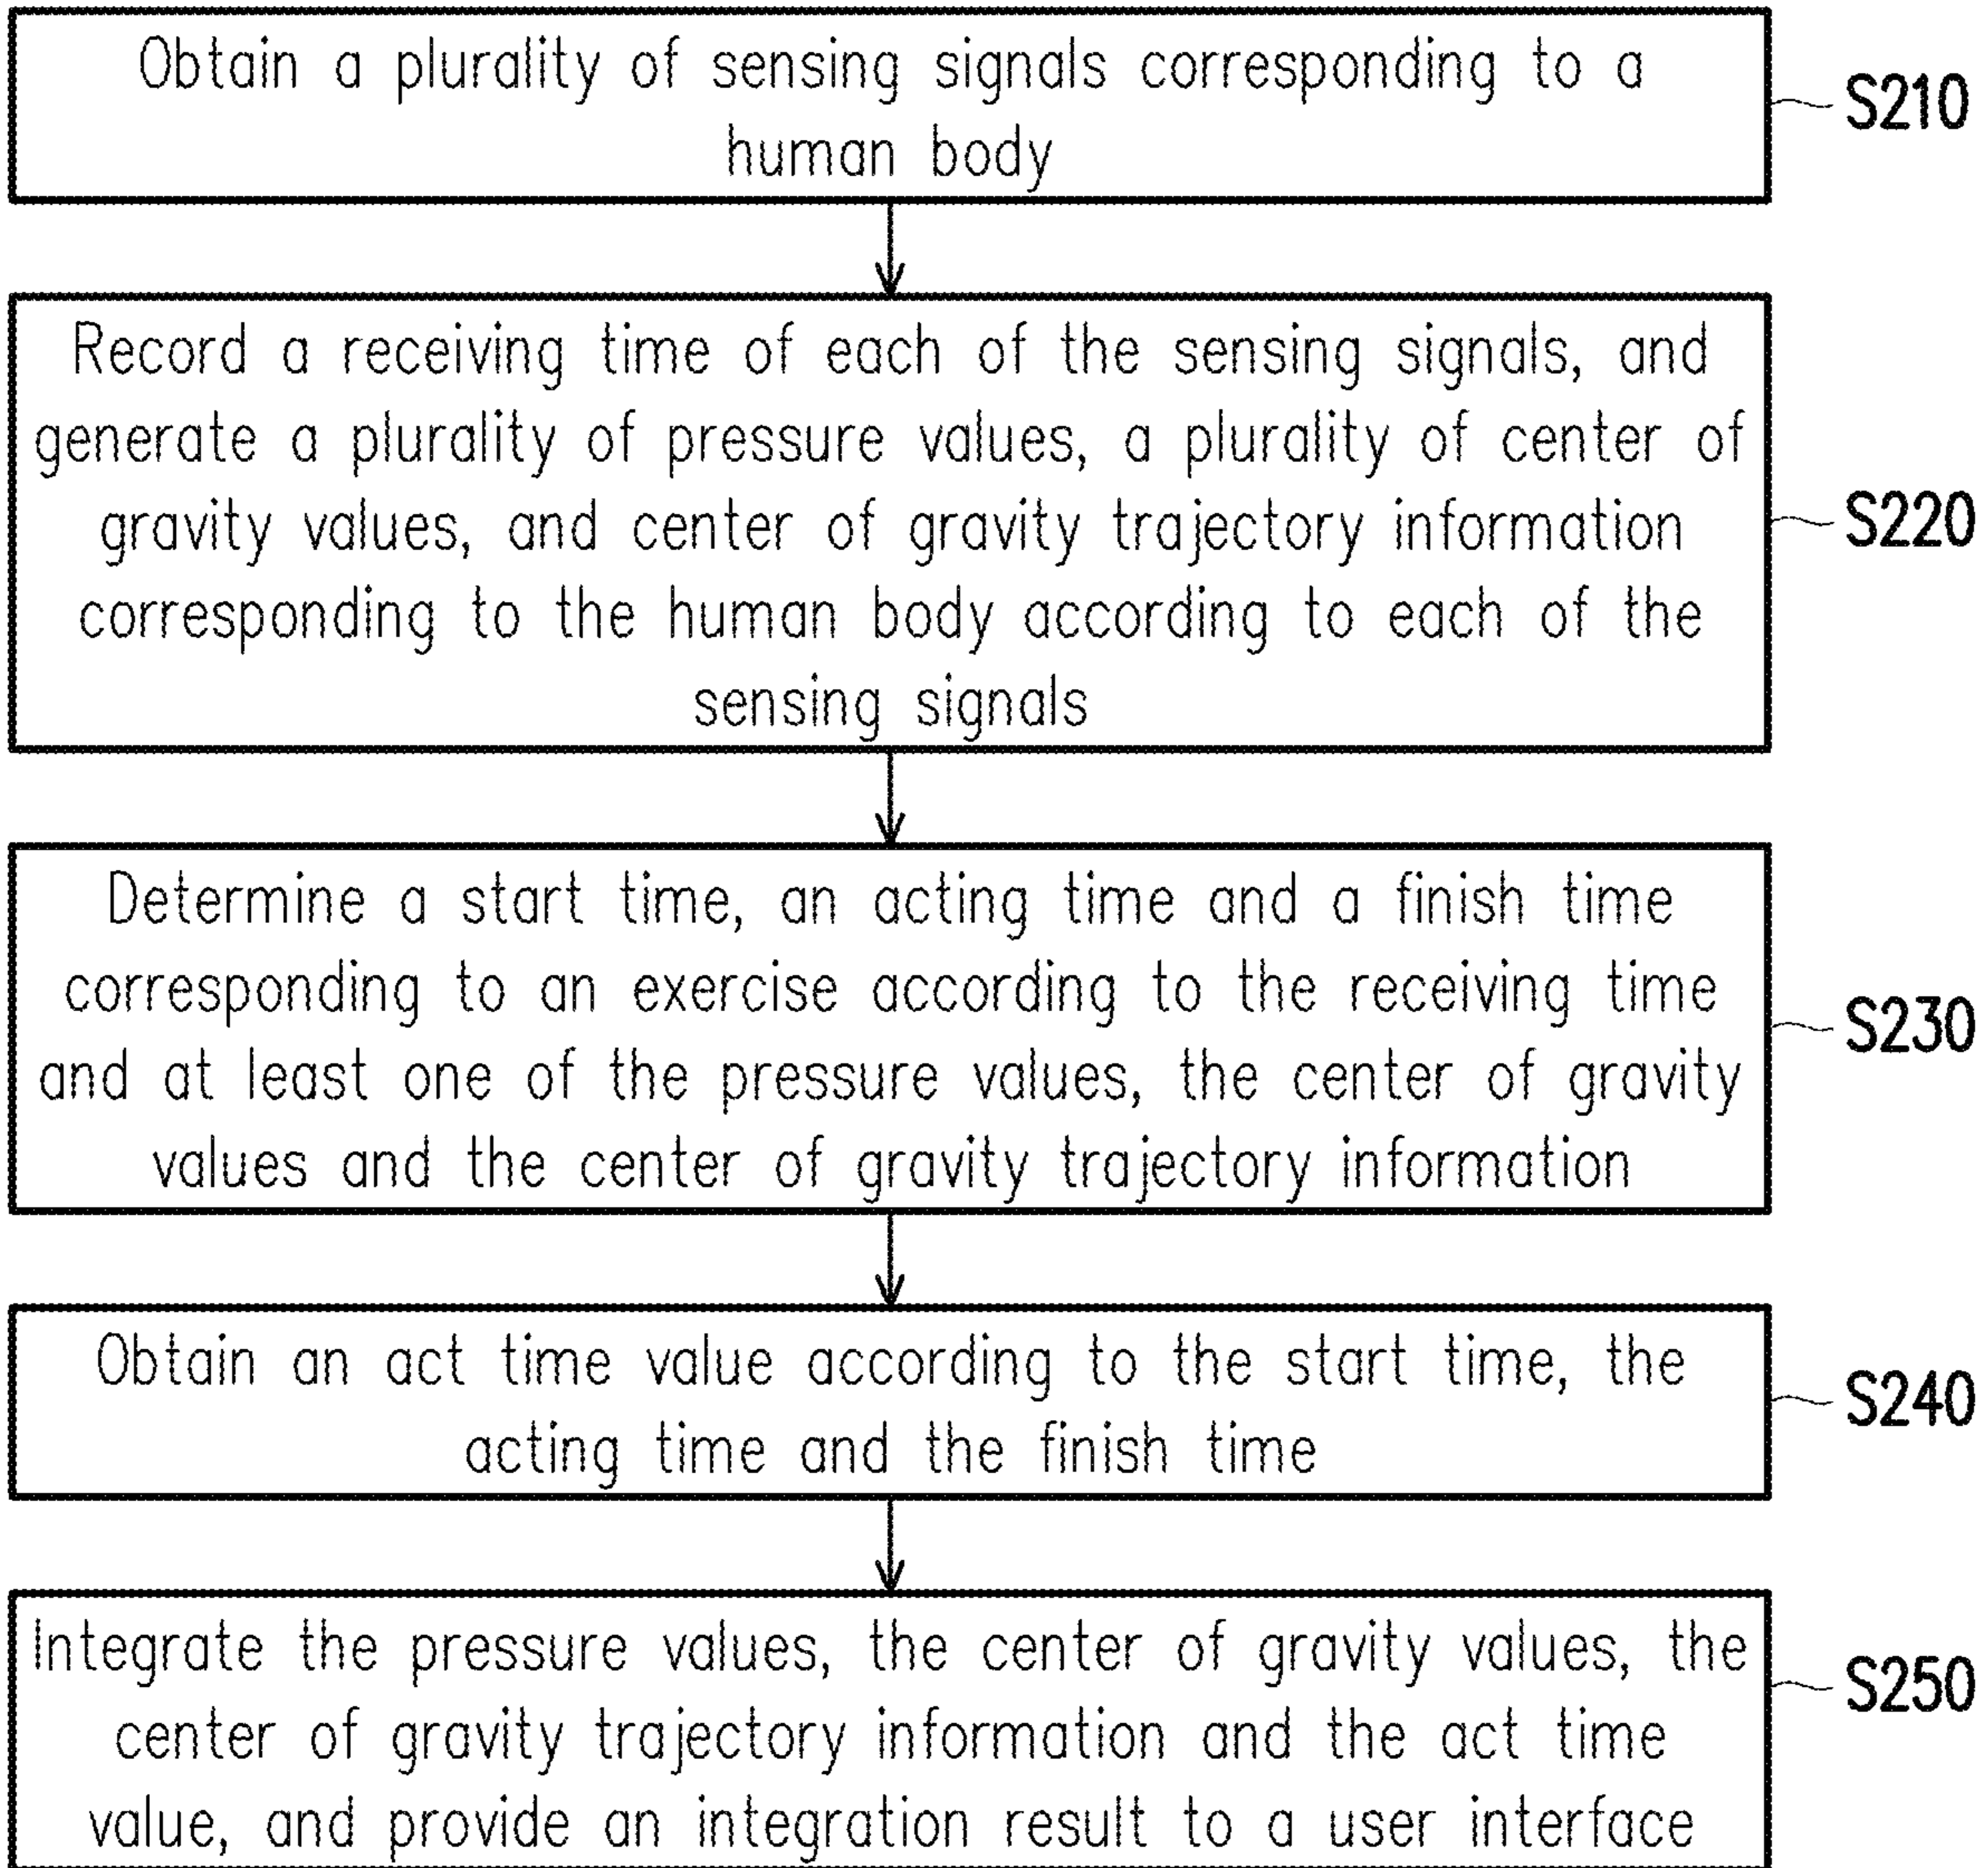 Obtain a plurality of sensing signals corresponding to a
human body
S210
Record a receiving time of each of the sensing signals, and
generate a plurality of pressure values, a plurality of center of
gravity values, and center of gravity trajectory information
corresponding to the human body according to each of the
sensing signals
S220
Determine a start time, an acting time and a finish time
corresponding to an exercise according to the receiving time
and at least one of the pressure values, the center of gravity
values and the center of gravity trajectory information
S230
Obtain an act time value according to the start time, the
acting time and the finish time
S240
Integrate the pressure values, the center of gravity values, the
center of gravity trajectory information and the act time
value, and provide an integration result to a user interface
S250